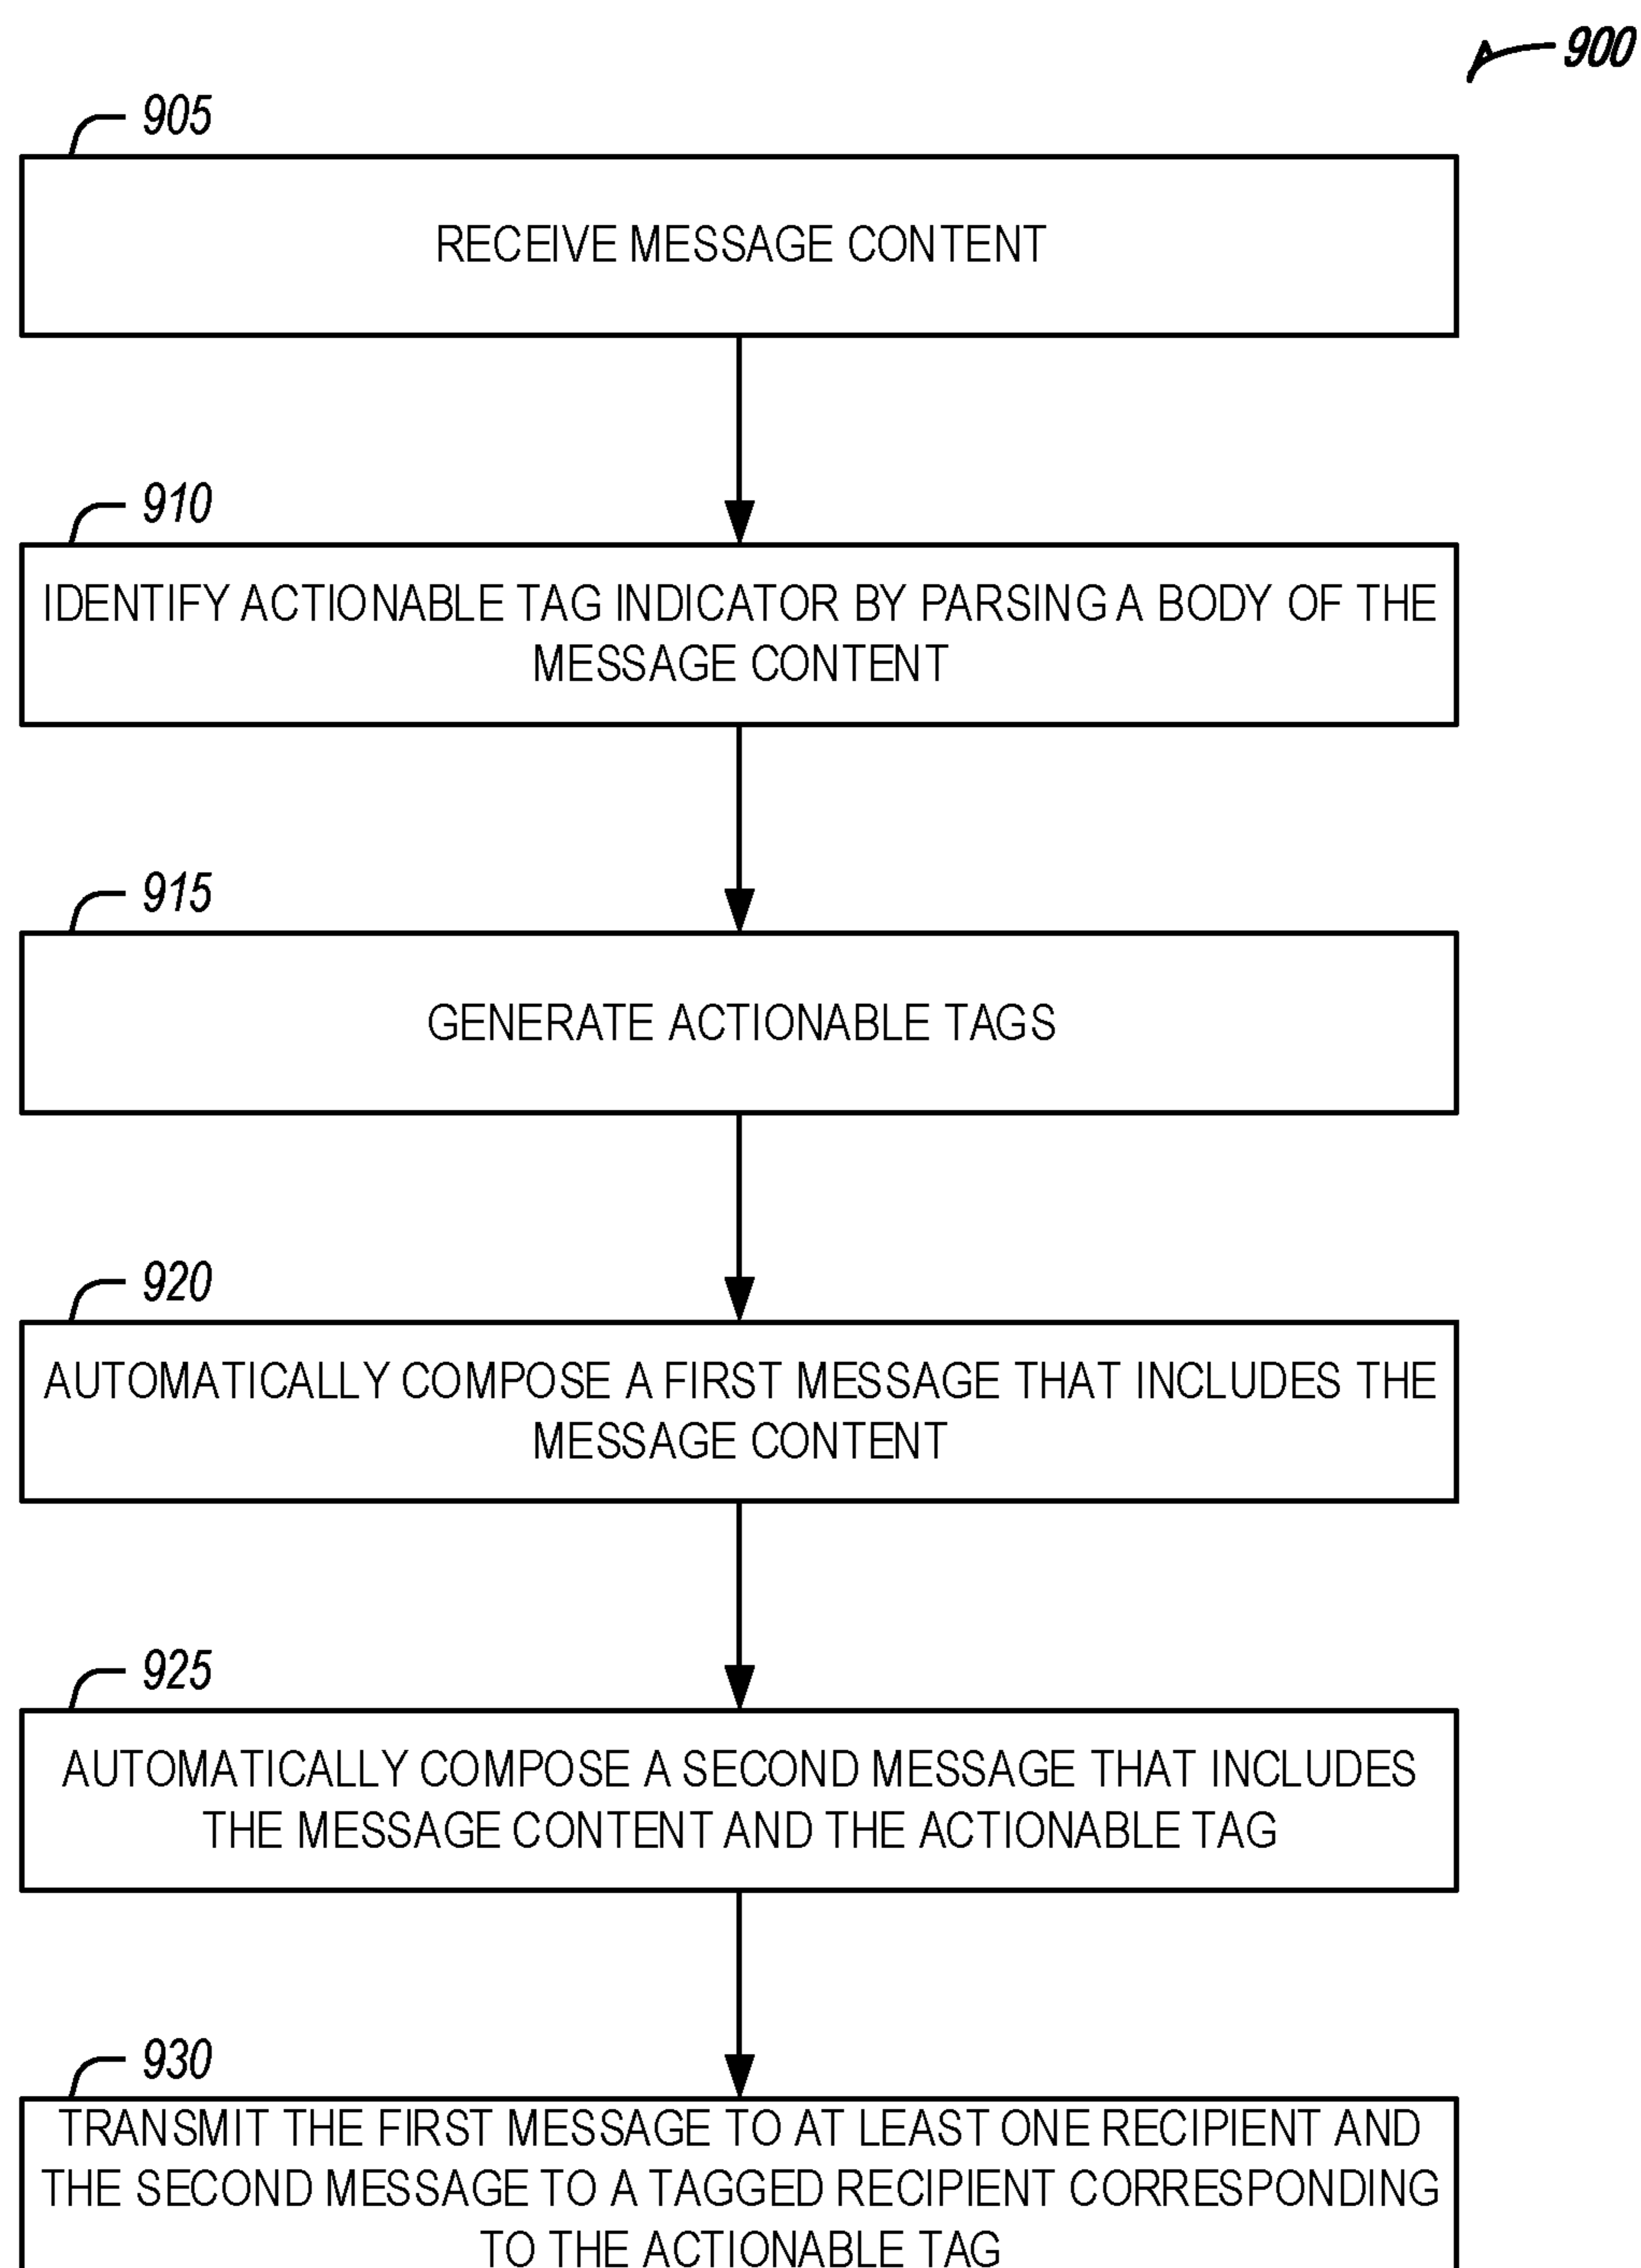 900
905
RECEIVE MESSAGE CONTENT
910
IDENTIFY ACTIONABLE TAG INDICATOR BY PARSING A BODY OF THE
MESSAGE CONTENT
915
GENERATE ACTIONABLE TAGS
920
AUTOMATICALLY COMPOSE A FIRST MESSAGE THAT INCLUDES THE
MESSAGE CONTENT
925
AUTOMATICALLY COMPOSE A SECOND MESSAGE THAT INCLUDES
THE MESSAGE CONTENT AND THE ACTIONABLE TAG
930
TRANSMIT THE FIRST MESSAGE TO AT LEAST ONE RECIPIENT AND
THE SECOND MESSAGE TO A TAGGED RECIPIENT CORRESPONDING
TO THE ACTIONABLE TAG